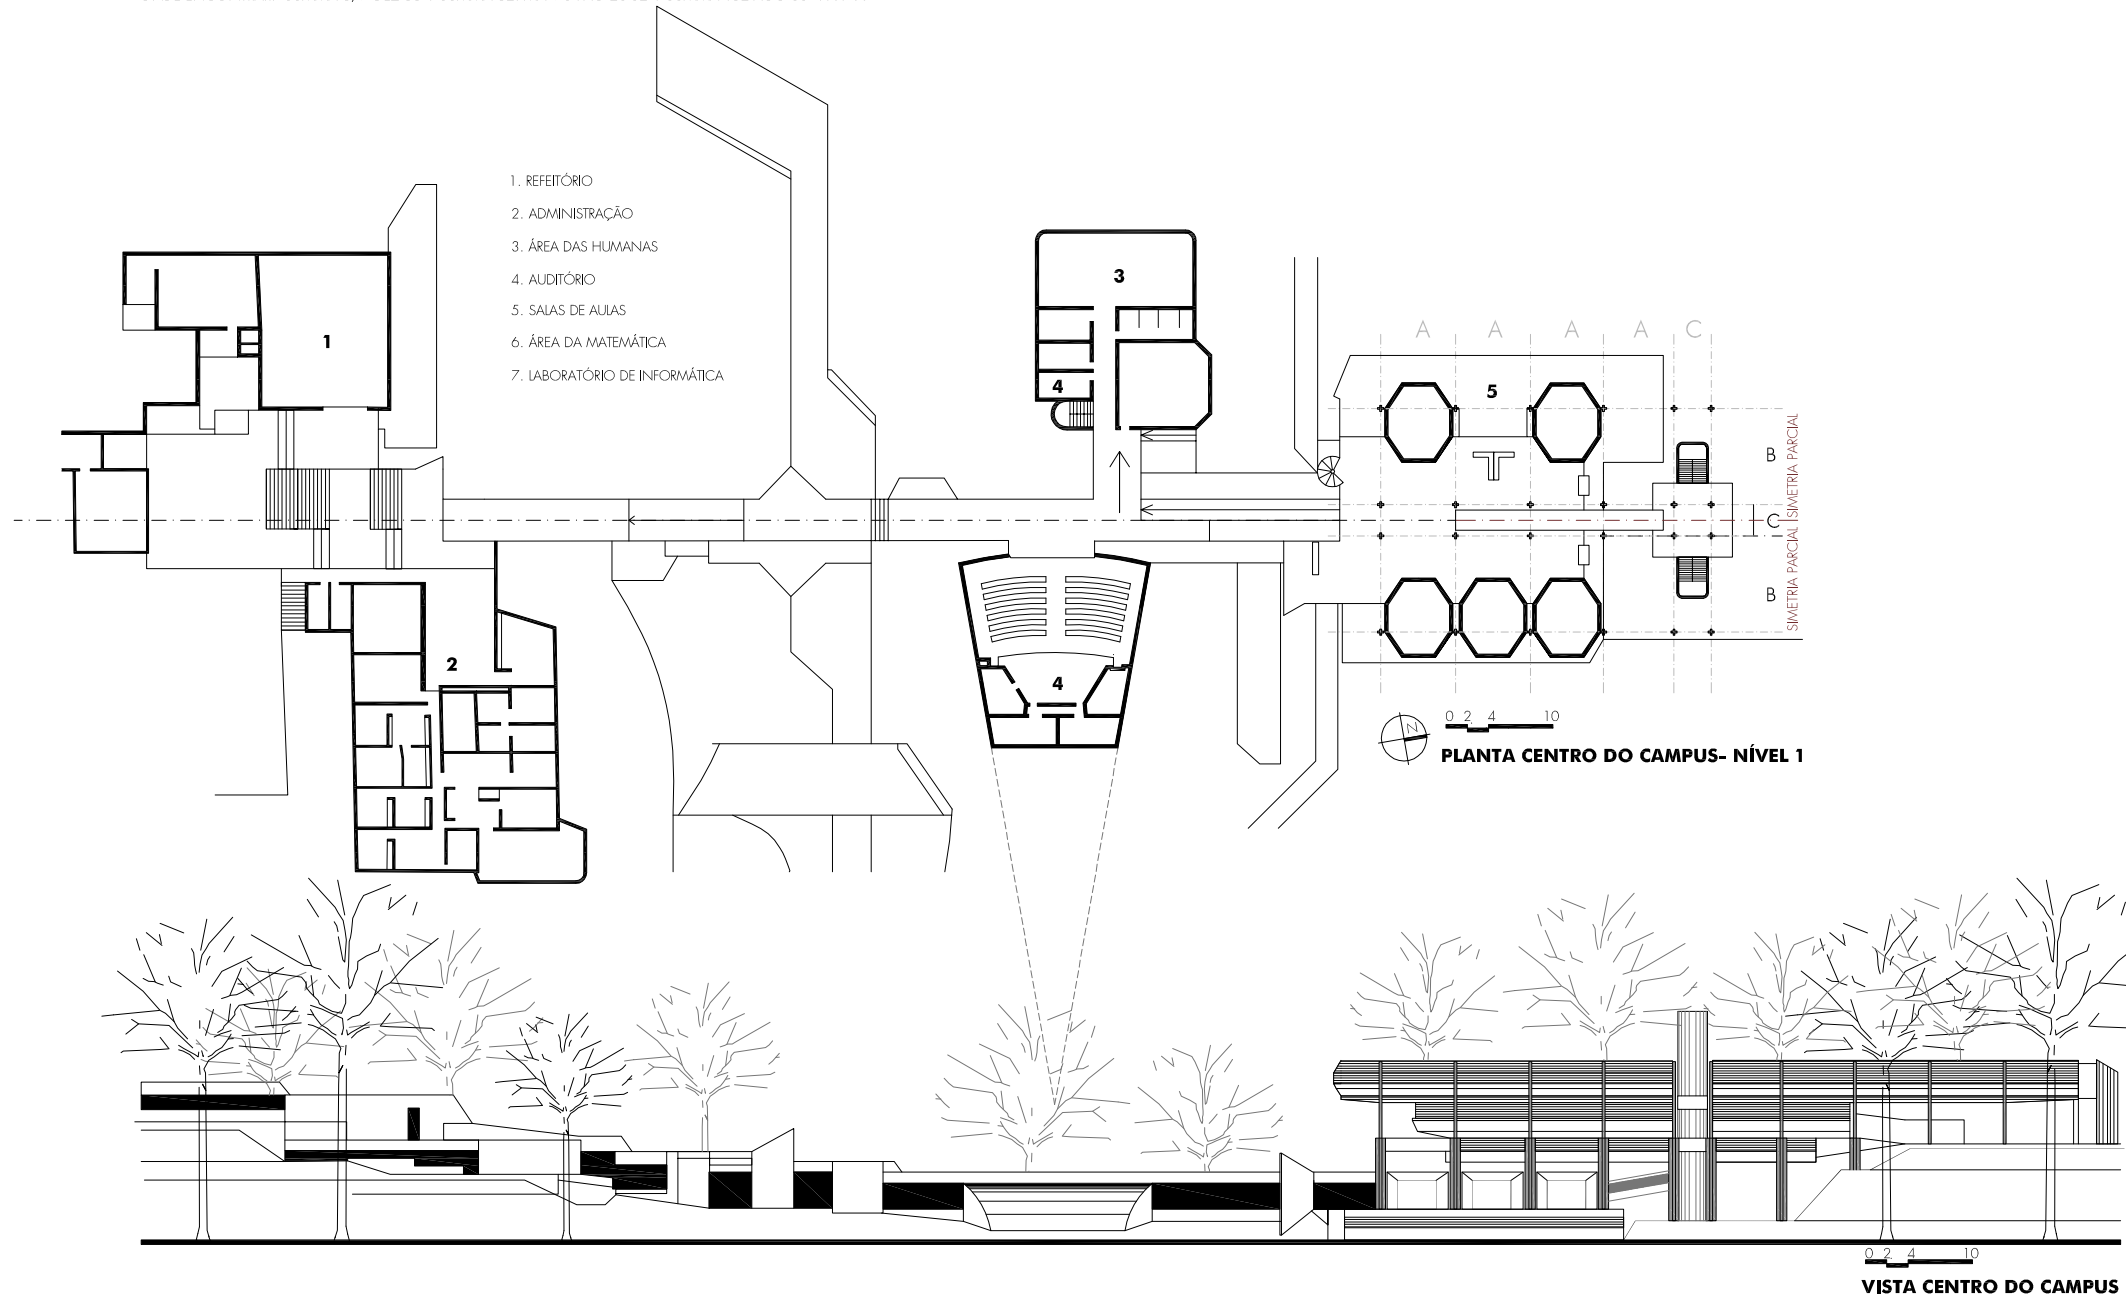 1. REFEITÓRIO
2. ADMINISTRAÇÃO
3. ÁREA DAS HUMANAS
4. AUDITÓRIO
5. SALAS DE AULAS
6. ÁREA DA MATEMÁTICA
7. LABORATÓRIO DE INFORMÁTICA
1
2
3
4
4
5
A A A A C
B
C
B
SIMETRIA PARCIAL SIMETRIA PARCIAL
N
0 2 4 10
PLANTA CENTRO DO CAMPUS- NÍVEL 1
0 2 4 10
VISTA CENTRO DO CAMPUS